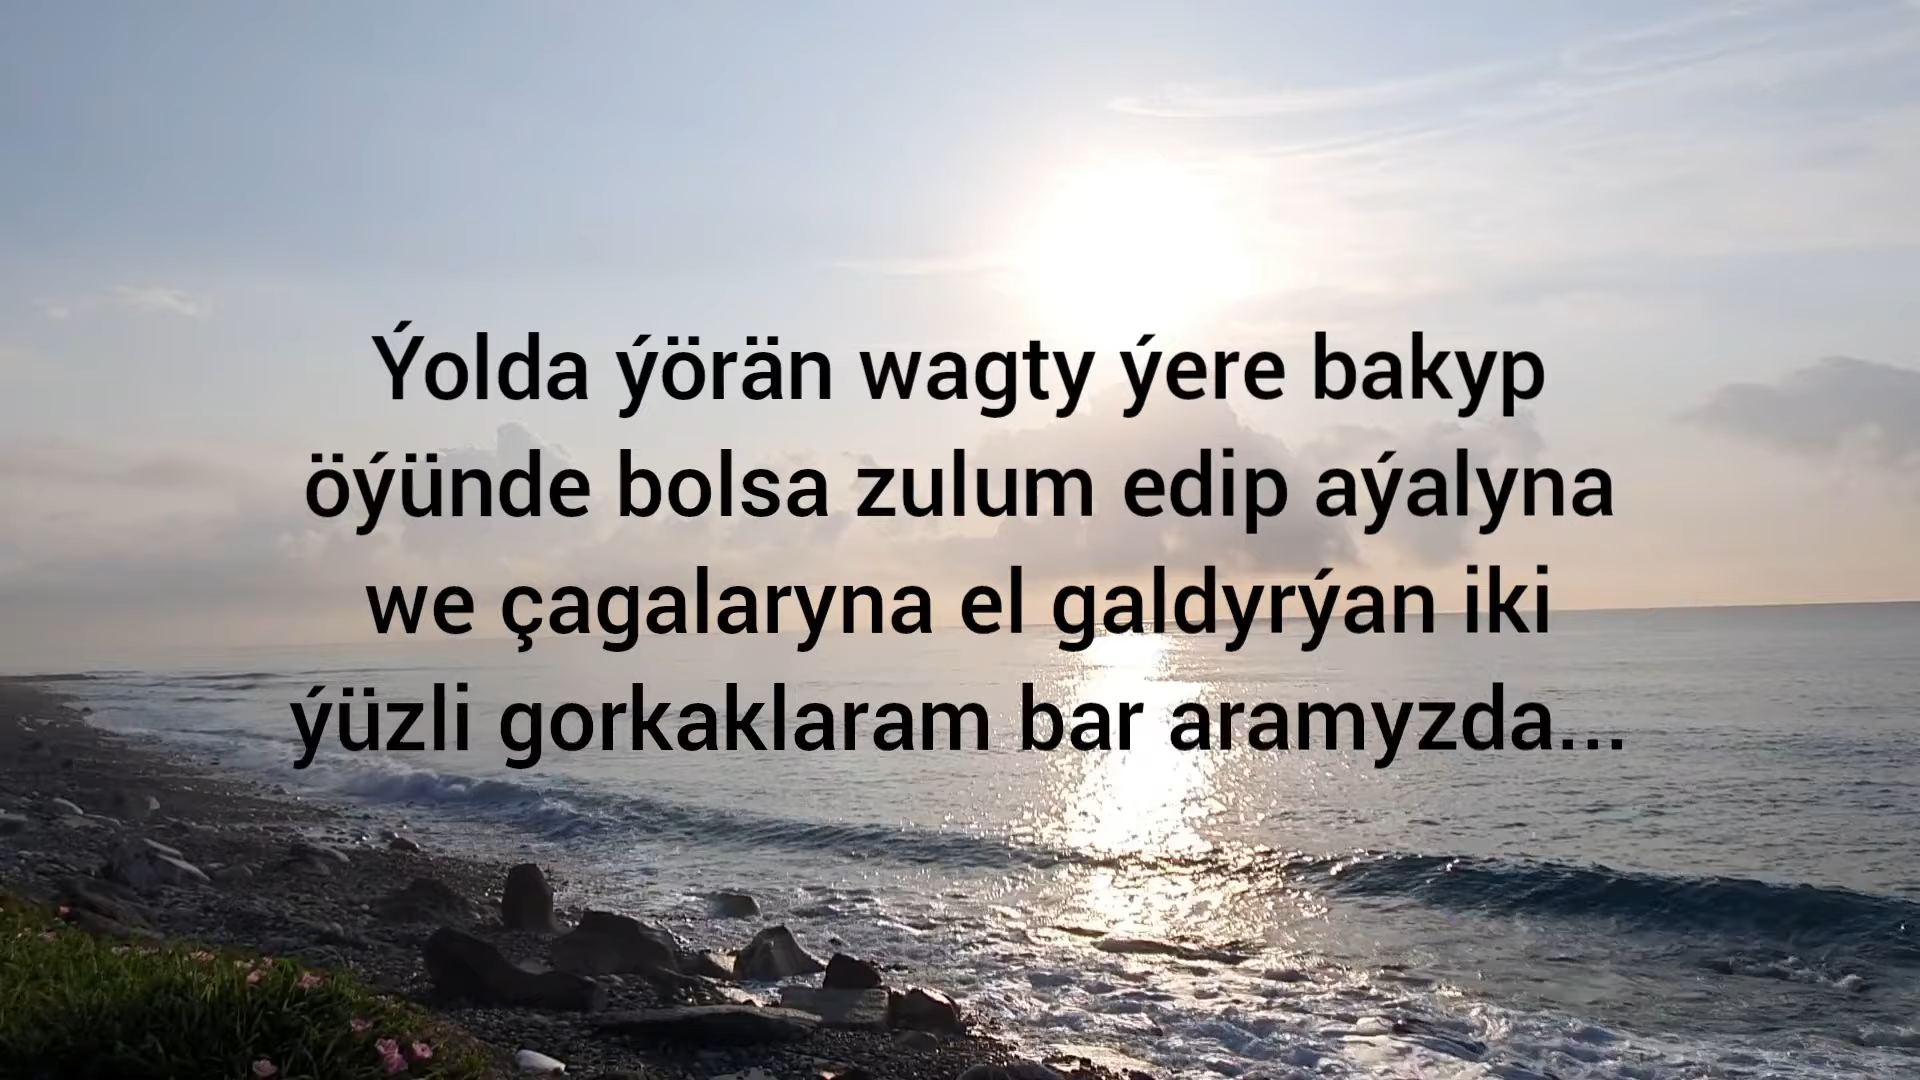 Ýolda ýörän wagty ýere bakyp
öýünde bolsa zulum edip aýalyna
we çagalaryna el galdyrýan iki
ýüzli gorkaklaram bar aramyzda...